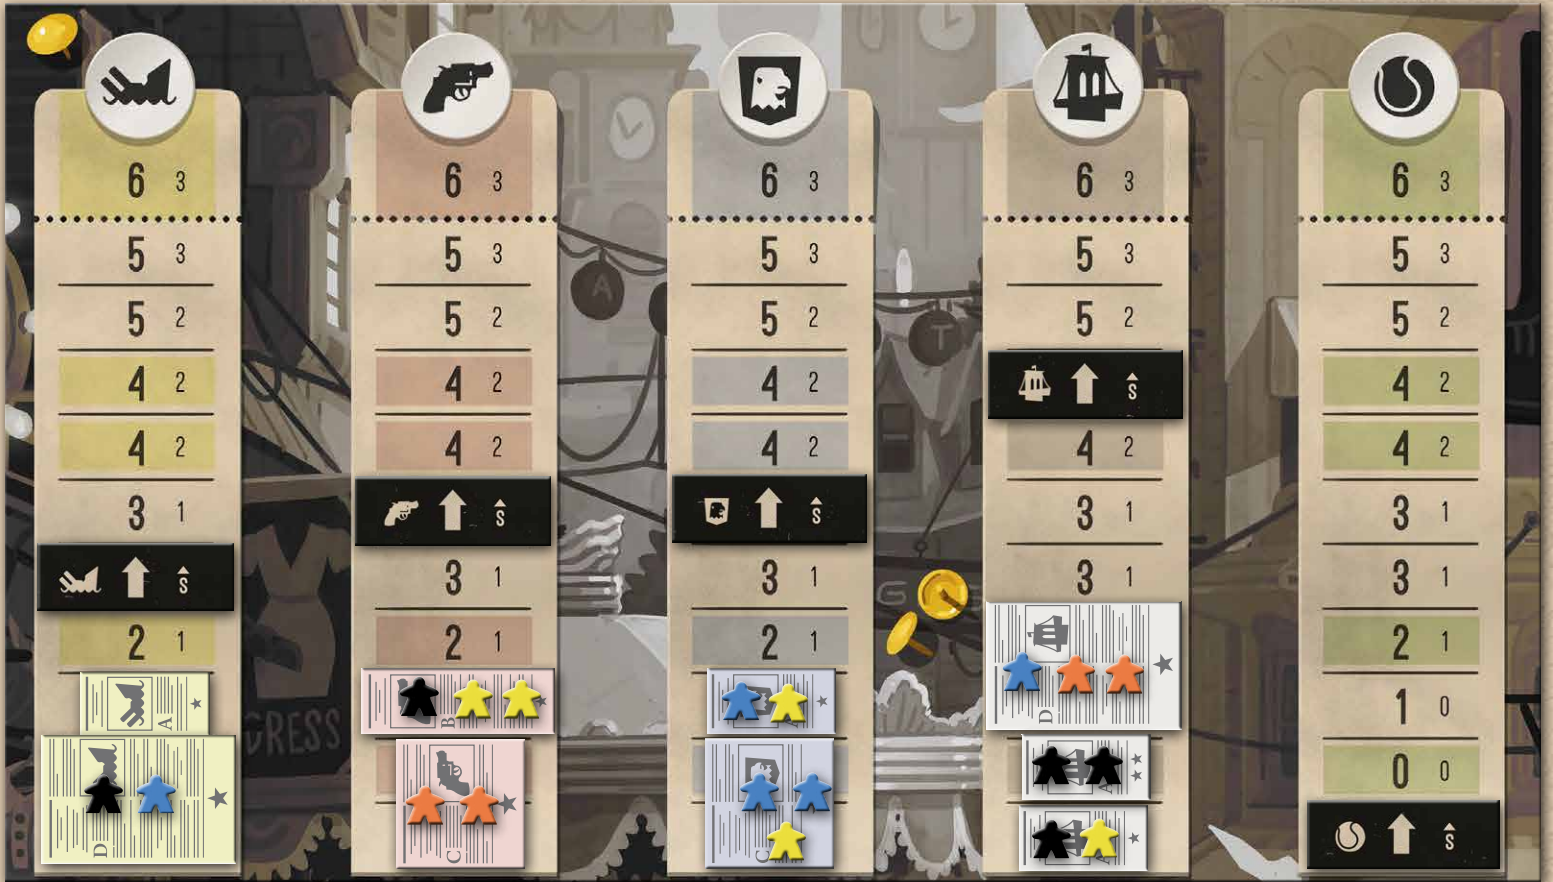 6 3 6 3 6 3 6 3 6 3
5 3 5 3 5 3 5 3 5 3
5 2 5 2 5 2 5 2 5 2
4 2 4 2 4 2 S 4 2
4 2 4 2 4 2 4 2 4 2
3 1 S S 3 1 3 1
S 3 1 3 1 3 1 3 1
2 1 2 1 2 1 2 1
A B D 1 0
0 0
D C C S
A
T
G
GRESS